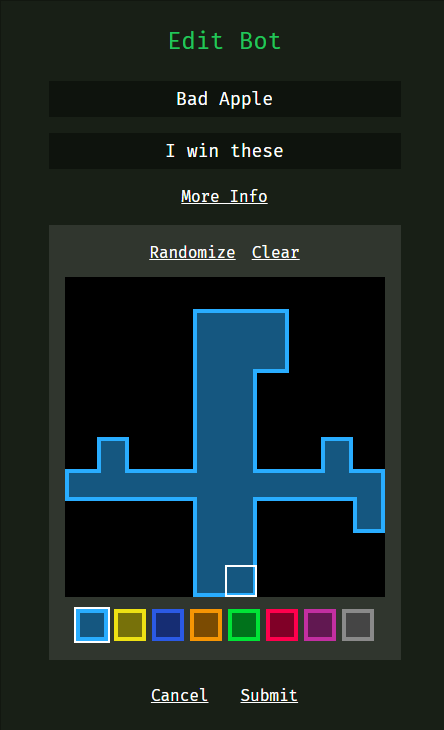 Edit Bot
Bad Apple
I win these
More Info
Randomize Clear
Cancel Submit